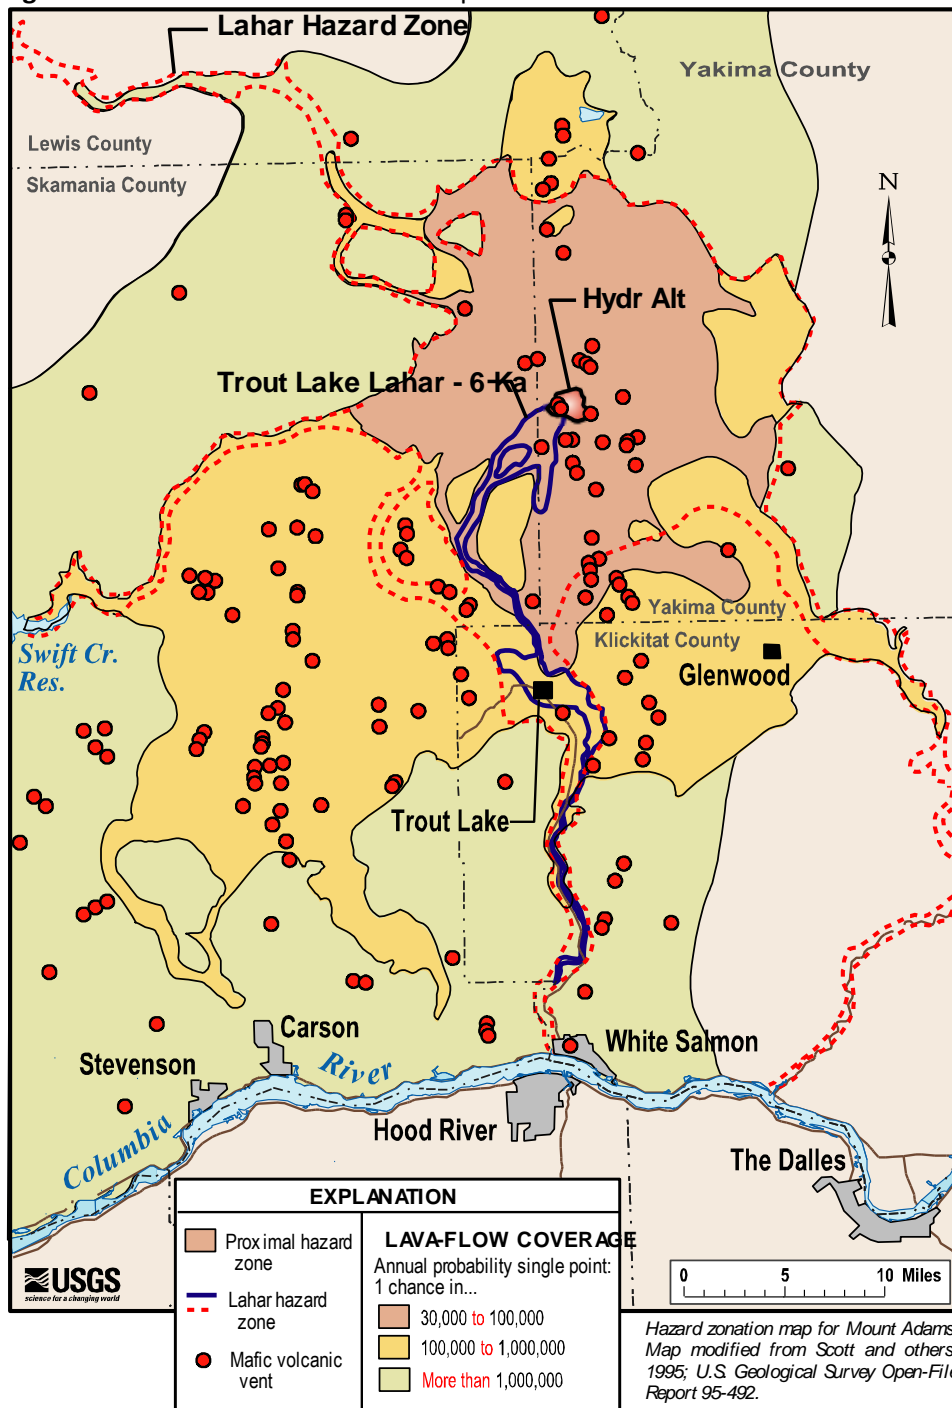 Lahar Hazard Zone
Yakima County
Lewis County
Skamania County
N
Hydr Alt
Trout Lake Lahar - 6 Ka
Yakima County
Klickitat County
Swift Cr.
Res.
Glenwood
Trout Lake
Carson
White Salmon
Stevenson
Columbia River
Hood River
The Dalles
EXPLANATION
Proximal hazard
zone
Lahar hazard
zone
Mafic volcanic
vent
LAVA-FLOW COVERAGE
Annual probability single point:
1 chance in...
30,000 to 100,000
100,000 to 1,000,000
More than 1,000,000
USGS
science for a changing world
0 5 10 Miles
Hazard zonation map for Mount Adams
Map modified from Scott and others
1995; U.S. Geological Survey Open-File
Report 95-492.